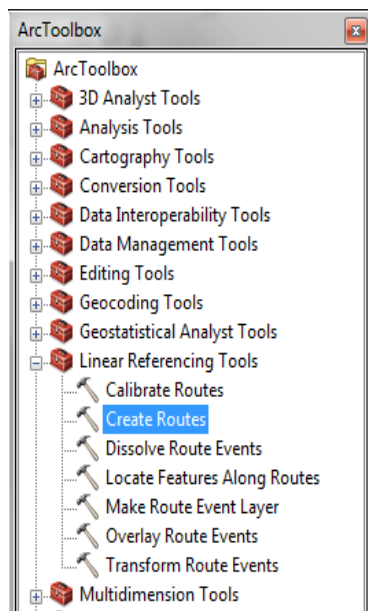 ArcToolbox
ArcToolbox
3D Analyst Tools
Analysis Tools
Cartography Tools
Conversion Tools
Data Interoperability Tools
Data Management Tools
Editing Tools
Geocoding Tools
Geostatistical Analyst Tools
Linear Referencing Tools
Calibrate Routes
Create Routes
Dissolve Route Events
Locate Features Along Routes
Make Route Event Layer
Overlay Route Events
Transform Route Events
Multidimension Tools